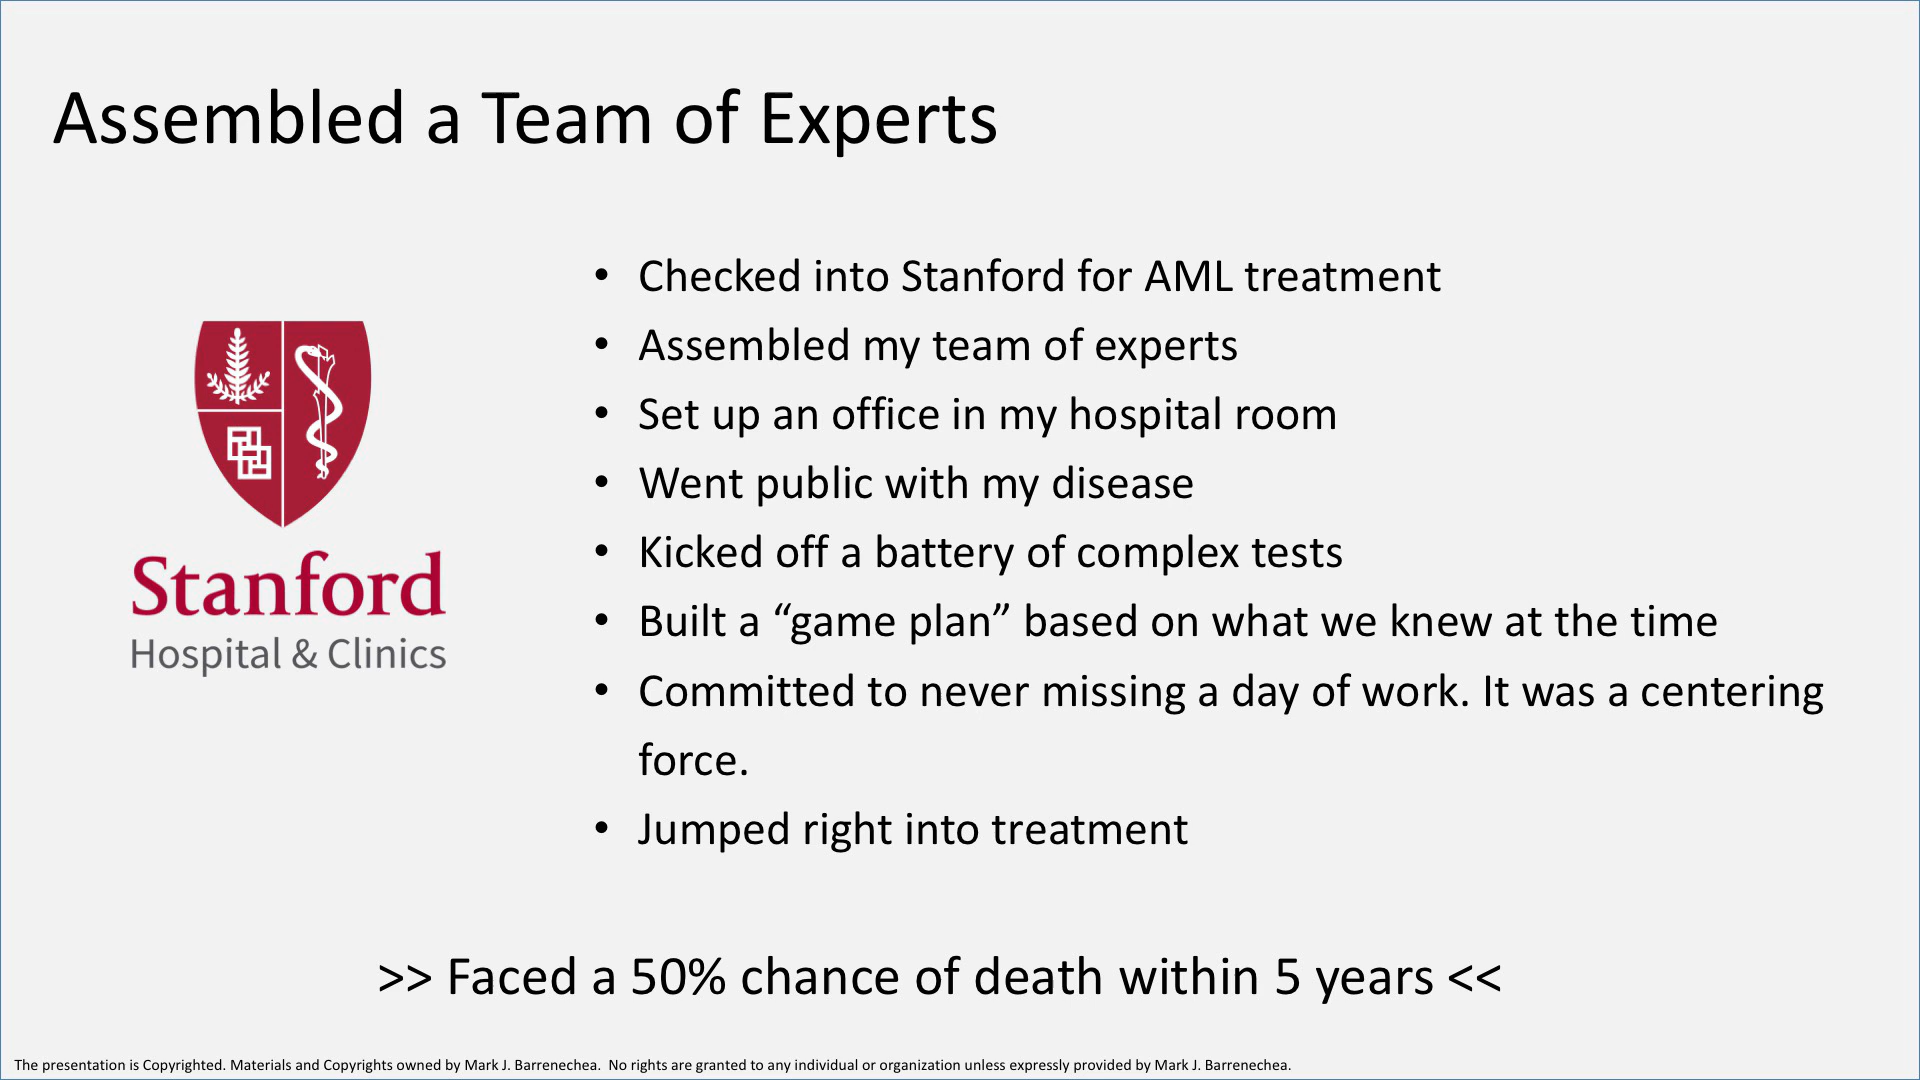 Assembled a Team of Experts
Stanford
Hospital & Clinics
• Checked into Stanford for AML treatment
• Assembled my team of experts
• Set up an office in my hospital room
• Went public with my disease
• Kicked off a battery of complex tests
• Built a “game plan” based on what we knew at the time
• Committed to never missing a day of work. It was a centering
force.
• Jumped right into treatment
>> Faced a 50% chance of death within 5 years <<
The presentation is Copyrighted. Materials and Copyrights owned by Mark J. Barrenechea.  No rights are granted to any individual or organization unless expressly provided by Mark J. Barrenechea.